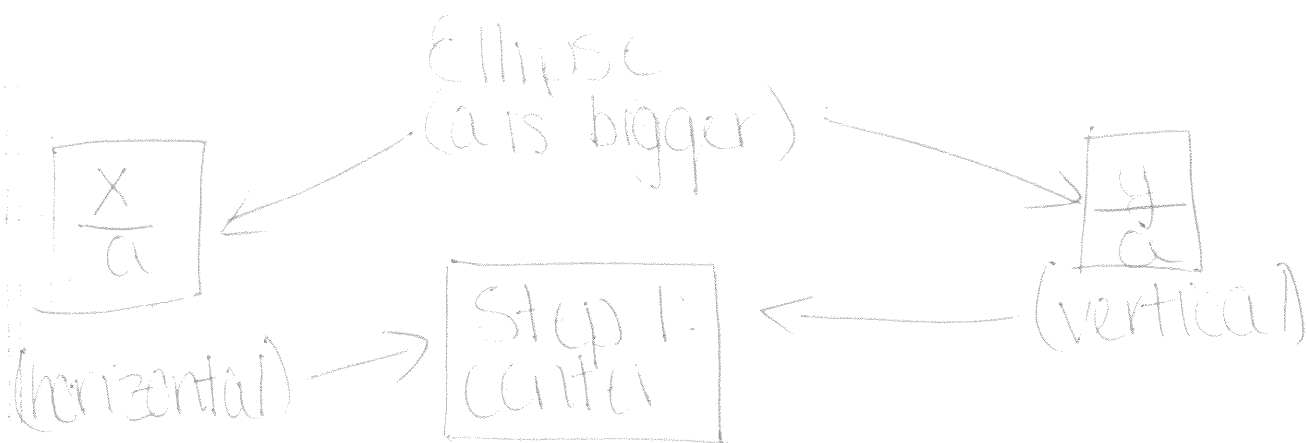 Ellipse
(a is bigger)
x
a
y
a
(vertical)
Step 1:
center
(horizontal)